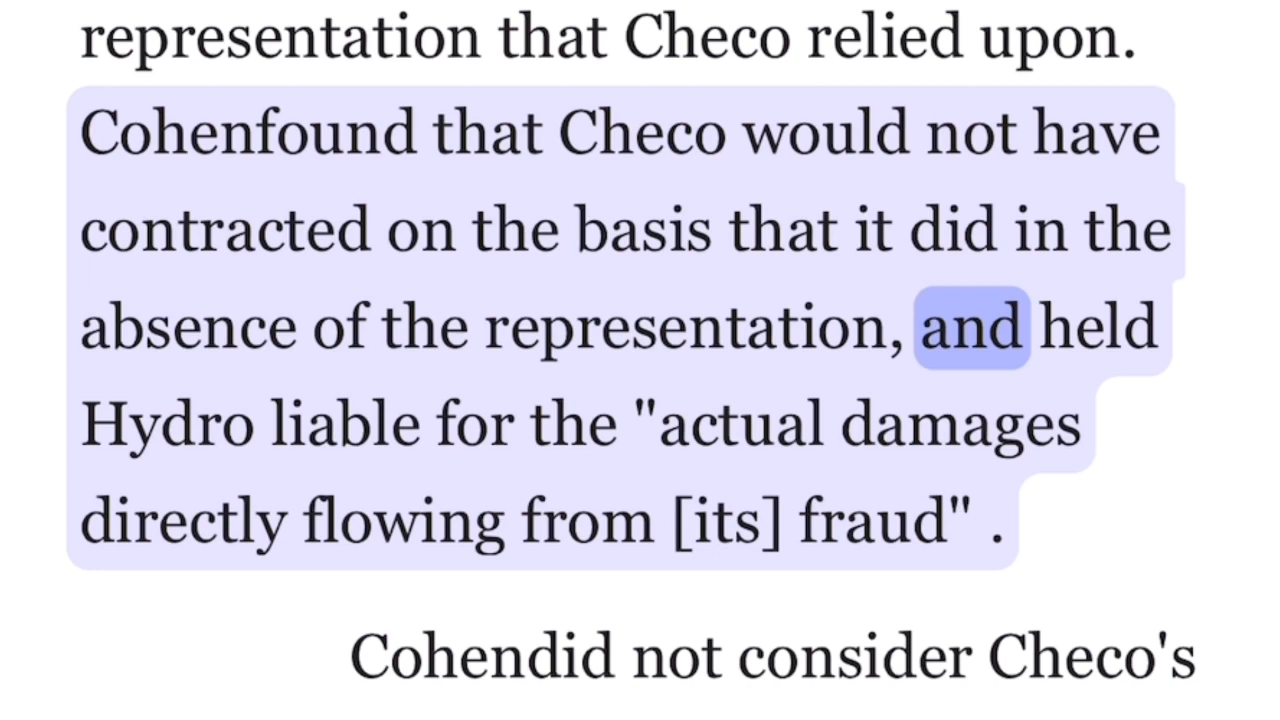 representation that Checo relied upon.
Cohenfound that Checo would not have
contracted on the basis that it did in the
absence of the representation, and held
Hydro liable for the "actual damages
directly flowing from [its] fraud" .
Cohendid not consider Checo's